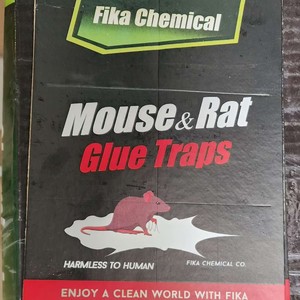 Fika Chemical
Mouse & Rat
Glue Traps
HARMLESS TO HUMAN
FIKA CHEMICAL CO.
ENJOY A CLEAN WORLD WITH FIKA